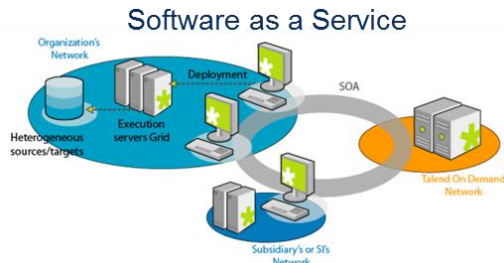 Software as a Service
Organization's
Network
Deployment
SOA
Execution
servers Grid
Heterogeneous
sources/targets
Talend On Demand
Network
Subsidiary's or SI's
Network